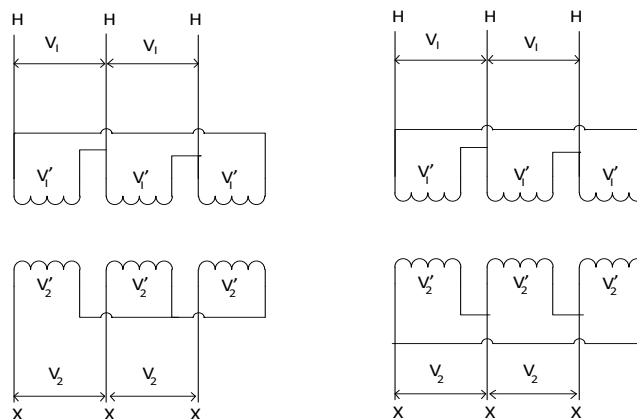 H H H H H H
V₁ V₁ V₁ V₁
V₁' V₁' V₁' V₁' V₁' V₁'
V₂' V₂' V₂' V₂' V₂' V₂'
V₂ V₂ V₂ V₂
X X X X X X